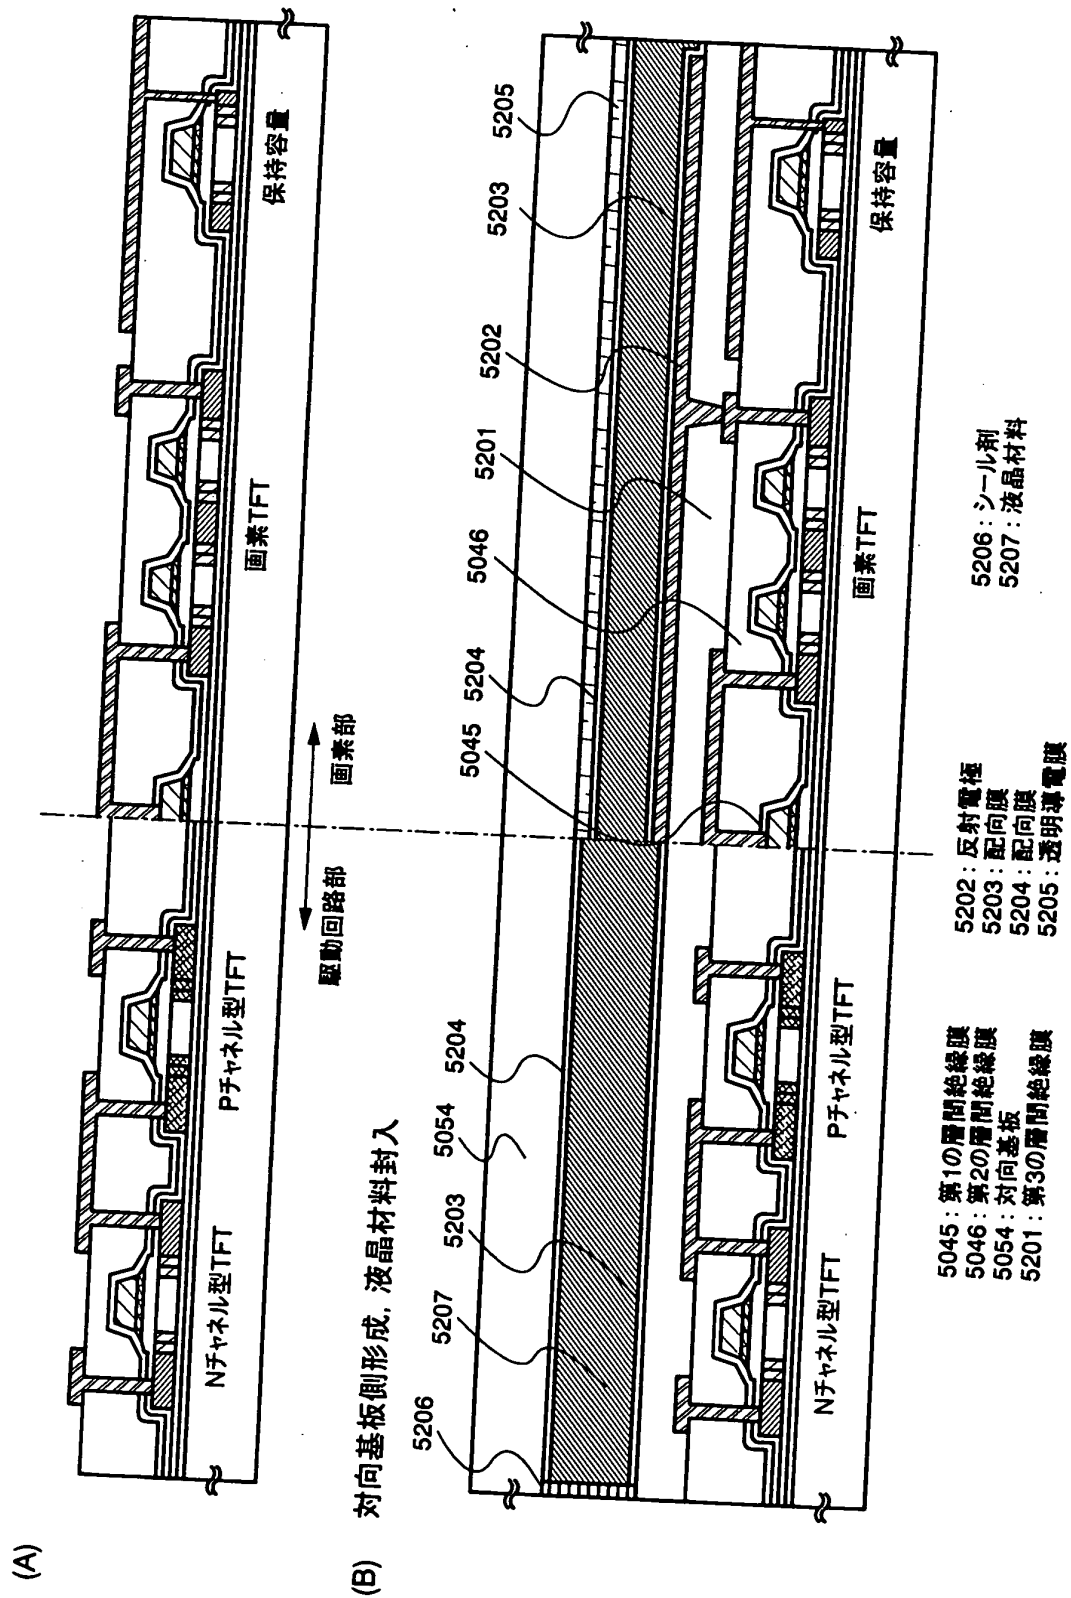 (A)
Nチャネル型TFT
Pチャネル型TFT
画素TFT
保持容量
駆動回路部
画素部
(B) 対向基板側形成,液晶材料封入
5206
5207
5203
5054
5204
5045
5204
5046
5201
5202
5203
5205
Nチャネル型TFT
Pチャネル型TFT
画素TFT
保持容量
5045:第1の層間絶縁膜
5046:第2の層間絶縁膜
5054:対向基板
5201:第3の層間絶縁膜
5202:反射電極
5203:配向膜
5204:配向膜
5205:透明導電膜
5206:シール剤
5207:液晶材料